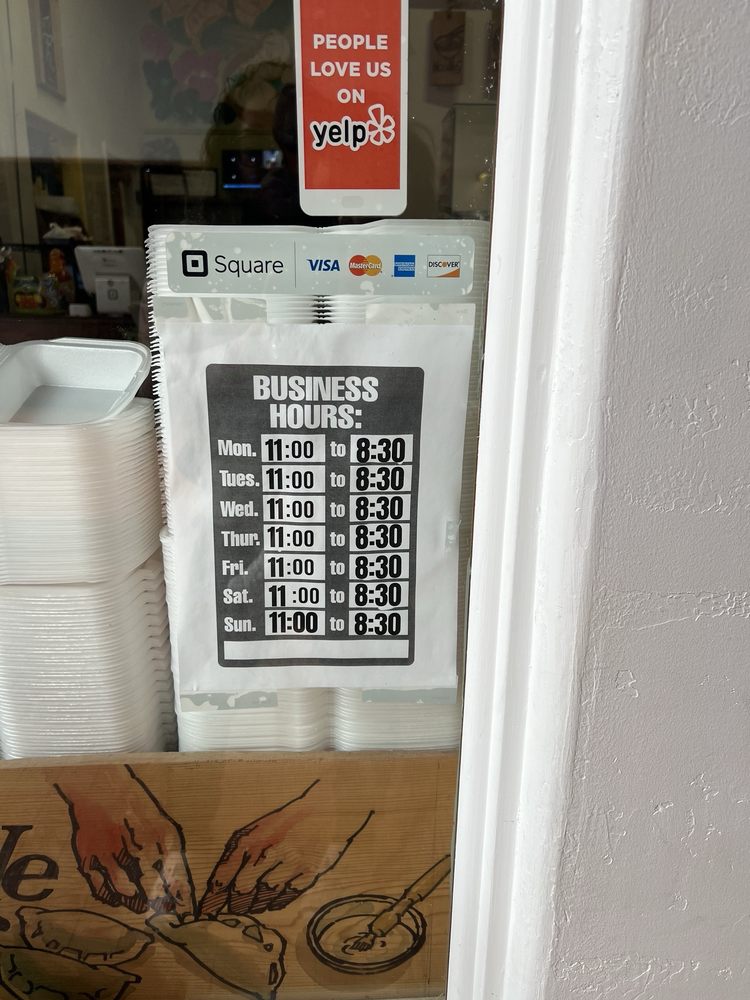 PEOPLE
LOVE US
ON
yelp
Square VISA MasterCard AMERICAN EXPRESS DISCOVER
BUSINESS
HOURS:
Mon. 11:00 to 8:30
Tues. 11:00 to 8:30
Wed. 11:00 to 8:30
Thur. 11:00 to 8:30
Fri. 11:00 to 8:30
Sat. 11:00 to 8:30
Sun. 11:00 to 8:30